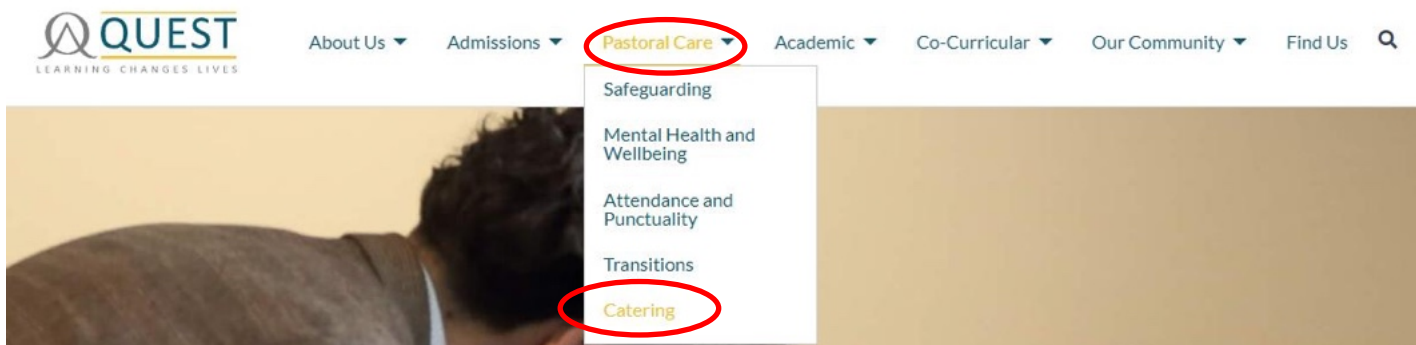 QUEST
LEARNING CHANGES LIVES
About Us Admissions Pastoral Care Academic Co-Curricular Our Community Find Us
Safeguarding
Mental Health and
Wellbeing
Attendance and
Punctuality
Transitions
Catering